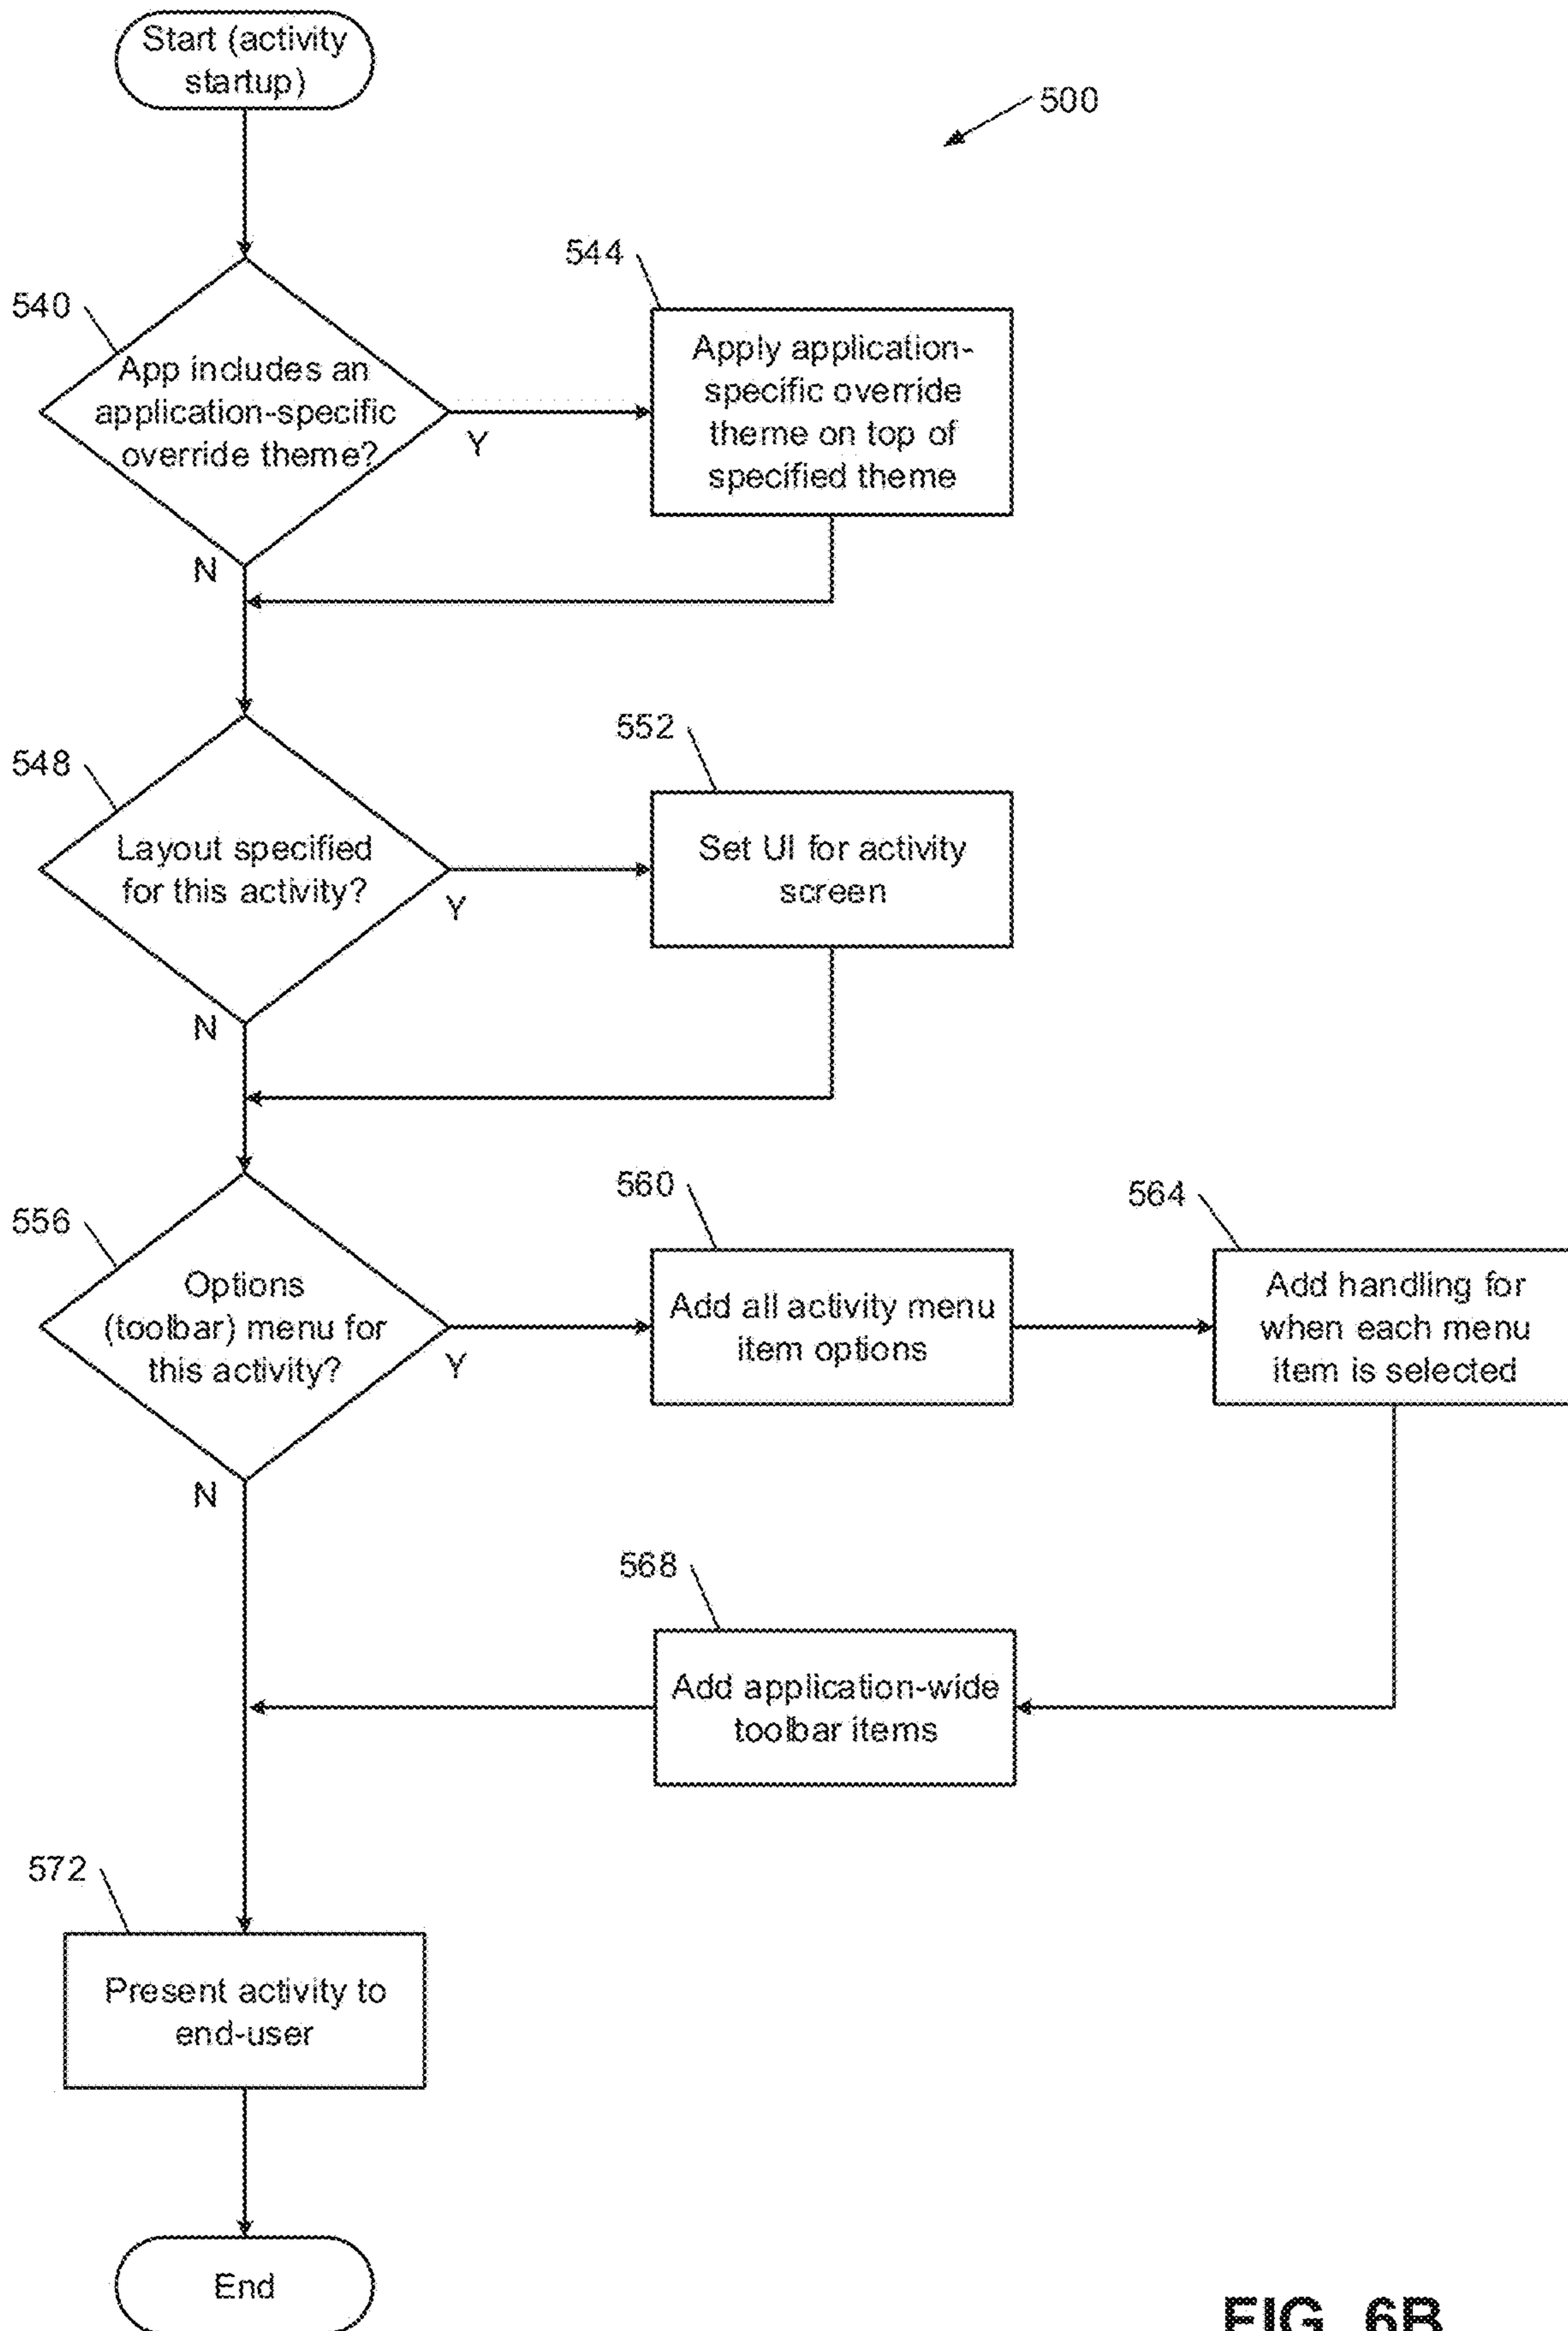 Start (activity
startup)
500
544
540
App includes an
application-specific
override theme?
Y
Apply application-
specific override
theme on top of
specified theme
N
552
548
Layout specified
for this activity?
Y
Set UI for activity
screen
N
560
564
556
Options
(toolbar) menu for
this activity?
Y
Add all activity menu
item options
Add handling for
when each menu
item is selected
N
568
Add application-wide
toolbar items
572
Present activity to
end-user
End
FIG. 6B